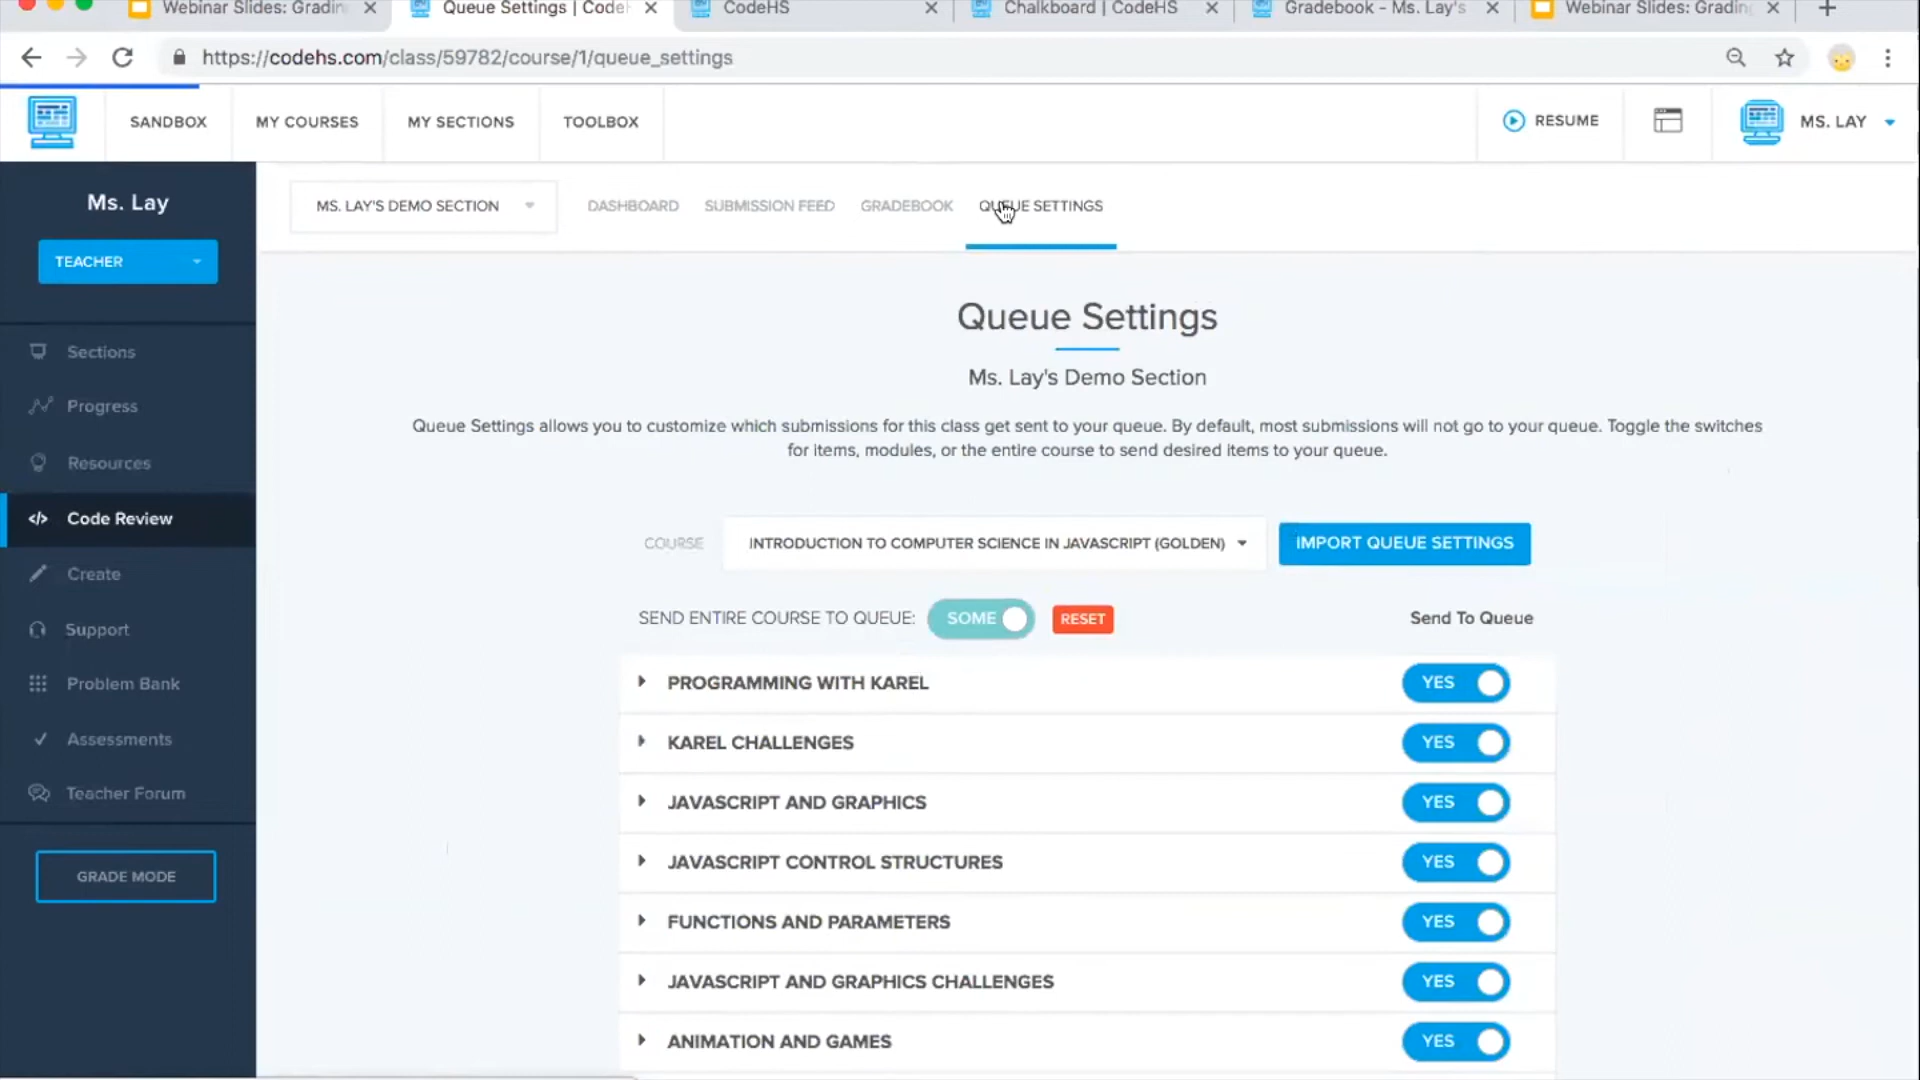 Webinar Slides: Gradin
Queue Settings | CodeH
CodeHS
Chalkboard | CodeHS
Gradebook - Ms. Lay's
Webinar Slides: Gradin
https://codehs.com/class/59782/course/1/queue_settings
SANDBOX
MY COURSES
MY SECTIONS
TOOLBOX
RESUME
MS. LAY
Ms. Lay
TEACHER
Sections
Progress
Resources
Code Review
Create
Support
Problem Bank
Assessments
Teacher Forum
GRADE MODE
MS. LAY'S DEMO SECTION
DASHBOARD
SUBMISSION FEED
GRADEBOOK
QUEUE SETTINGS
Queue Settings
Ms. Lay's Demo Section
Queue Settings allows you to customize which submissions for this class get sent to your queue. By default, most submissions will not go to your queue. Toggle the switches
for items, modules, or the entire course to send desired items to your queue.
COURSE
INTRODUCTION TO COMPUTER SCIENCE IN JAVASCRIPT (GOLDEN)
IMPORT QUEUE SETTINGS
SEND ENTIRE COURSE TO QUEUE:
SOME
RESET
Send To Queue
PROGRAMMING WITH KAREL
YES
KAREL CHALLENGES
YES
JAVASCRIPT AND GRAPHICS
YES
JAVASCRIPT CONTROL STRUCTURES
YES
FUNCTIONS AND PARAMETERS
YES
JAVASCRIPT AND GRAPHICS CHALLENGES
YES
ANIMATION AND GAMES
YES